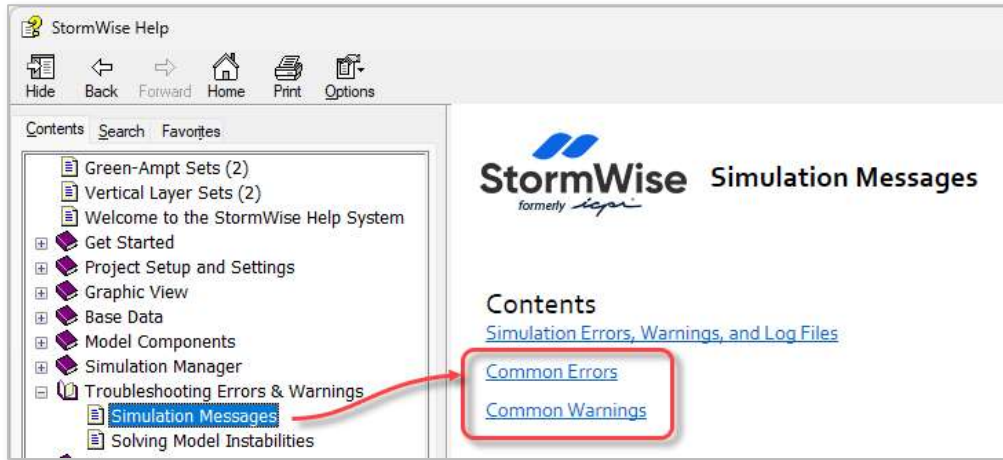 StormWise Help
Hide Back Forward Home Print Options
Contents Search Favorites
Green-Ampt Sets (2)
Vertical Layer Sets (2)
Welcome to the StormWise Help System
Get Started
Project Setup and Settings
Graphic View
Base Data
Model Components
Simulation Manager
Troubleshooting Errors & Warnings
Simulation Messages
Solving Model Instabilities
StormWise
formerly icpr
Simulation Messages
Contents
Simulation Errors, Warnings, and Log Files
Common Errors
Common Warnings